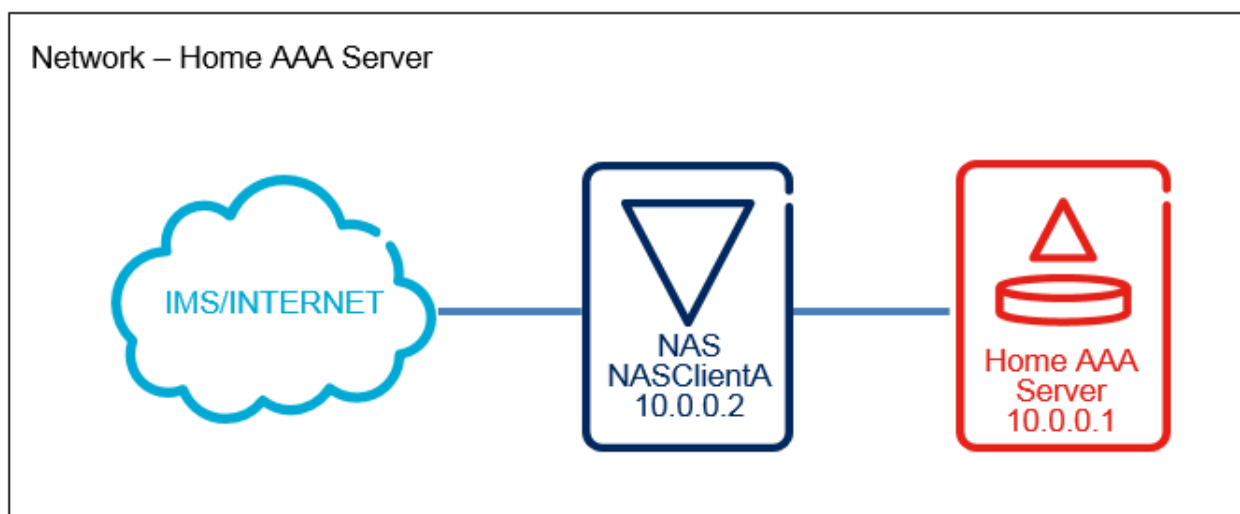 Network – Home AAA Server
IMS/INTERNET
NAS
NASClientA
10.0.0.2
Home AAA
Server
10.0.0.1